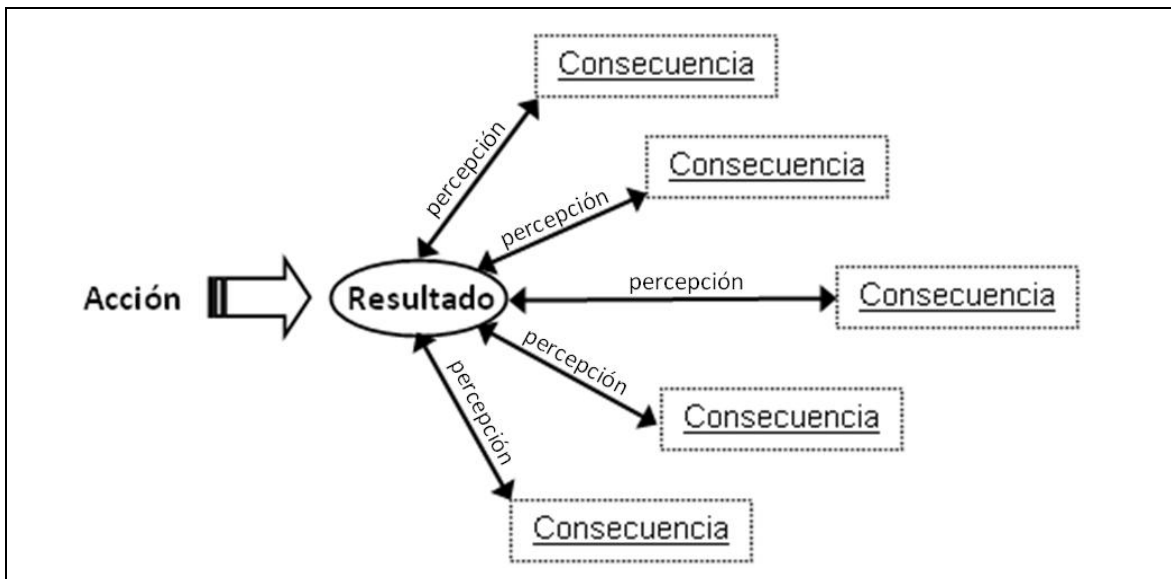 Consecuencia
percepción
Consecuencia
percepción
percepción
Acción
Resultado
Consecuencia
percepción
Consecuencia
percepción
Consecuencia